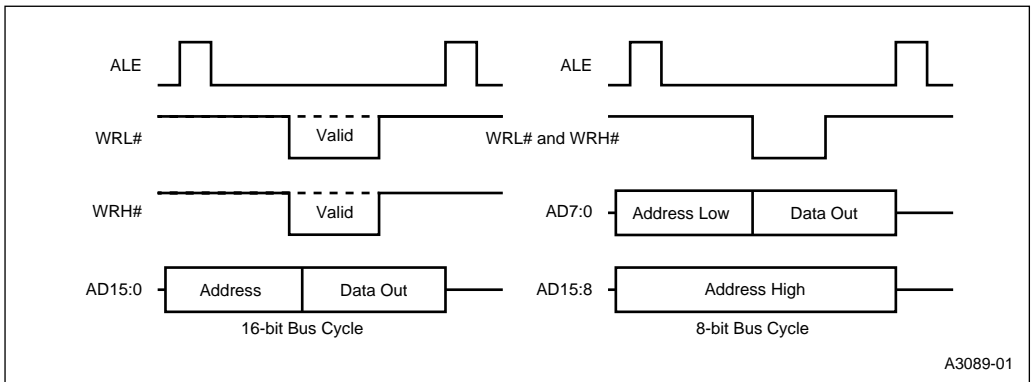 ALE
WRL#
Valid
WRH#
Valid
AD15:0
Address
Data Out
16-bit Bus Cycle
ALE
WRL# and WRH#
AD7:0
Address Low
Data Out
AD15:8
Address High
8-bit Bus Cycle
A3089-01